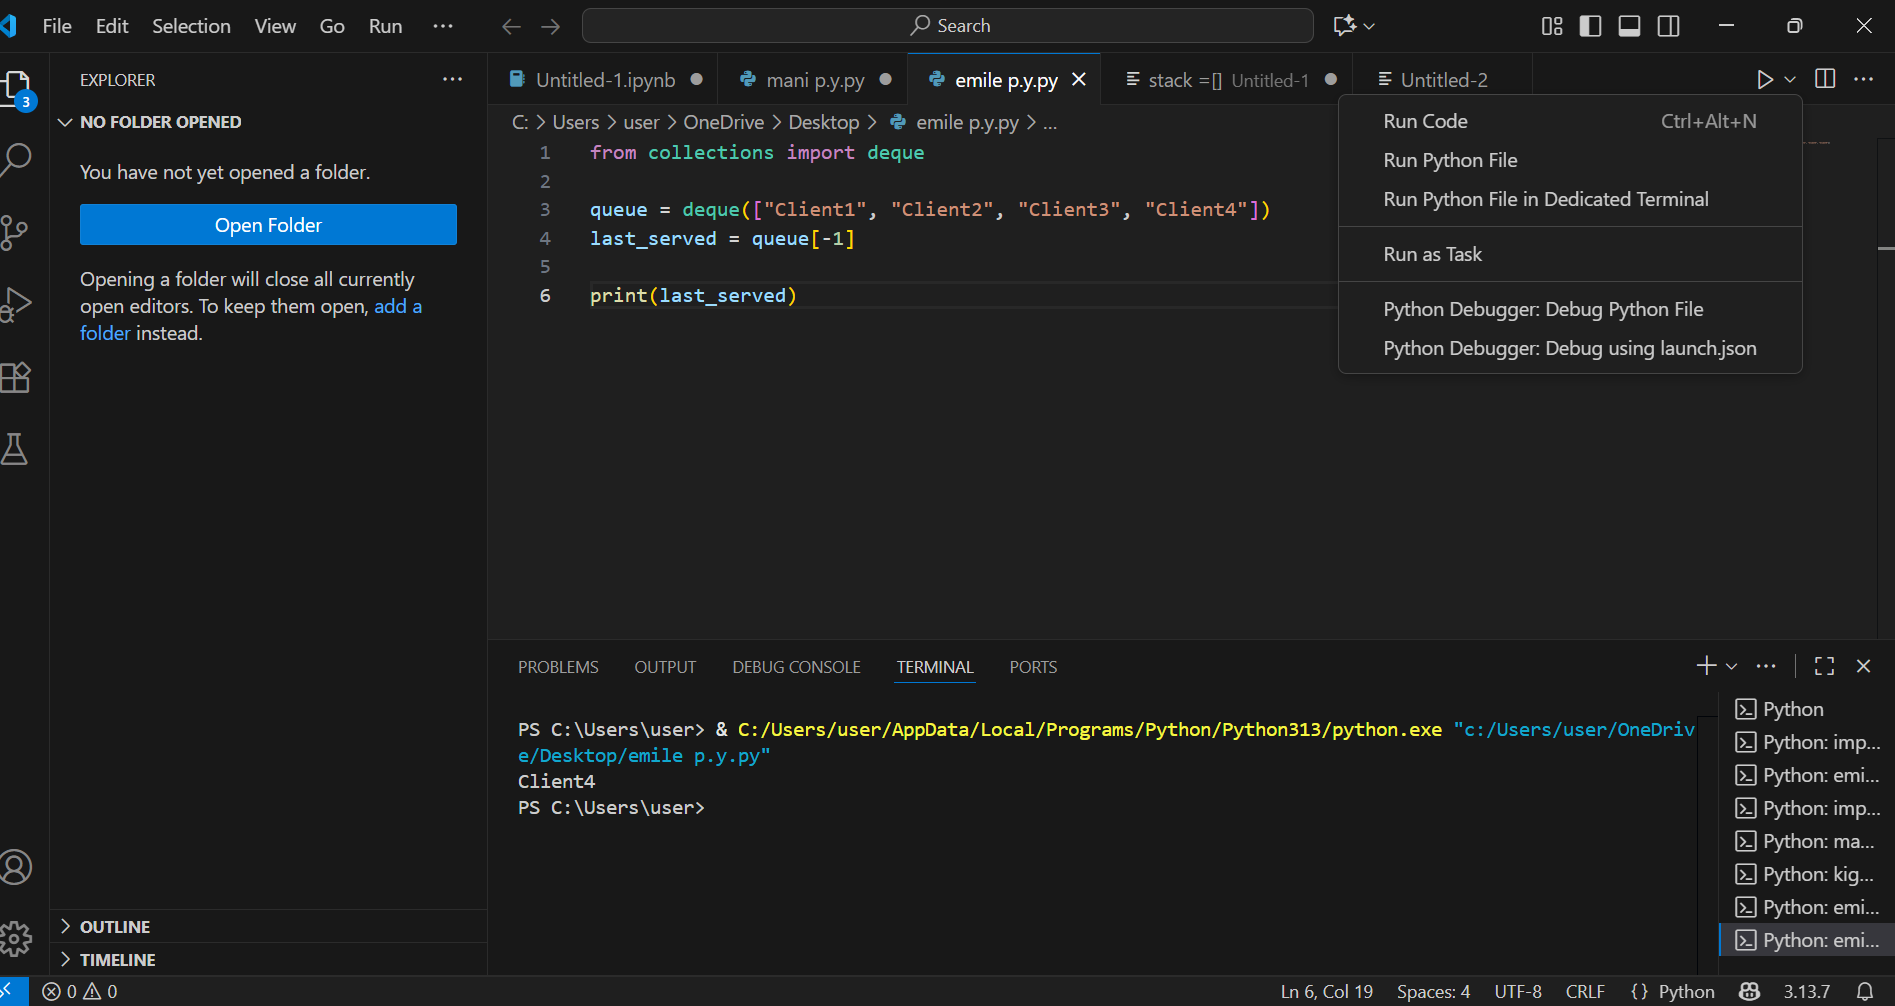 File Edit Selection View Go Run ···
Search
EXPLORER ···
Untitled-1.ipynb
mani p.y.py
emile p.y.py
stack =[] Untitled-1
Untitled-2
3
NO FOLDER OPENED
You have not yet opened a folder.
Open Folder
Opening a folder will close all currently
open editors. To keep them open, add a
folder instead.
C: > Users > user > OneDrive > Desktop > emile p.y.py > ...
1 from collections import deque
2
3 queue = deque(["Client1", "Client2", "Client3", "Client4"])
4 last_served = queue[-1]
5
6 print(last_served)
Run Code Ctrl+Alt+N
Run Python File
Run Python File in Dedicated Terminal
Run as Task
Python Debugger: Debug Python File
Python Debugger: Debug using launch.json
PROBLEMS OUTPUT DEBUG CONSOLE TERMINAL PORTS
PS C:\Users\user> & C:/Users/user/AppData/Local/Programs/Python/Python313/python.exe "c:/Users/user/OneDriv
e/Desktop/emile p.y.py"
Client4
PS C:\Users\user>
Python
Python: imp...
Python: emi...
Python: imp...
Python: ma...
Python: kig...
Python: emi...
Python: emi...
OUTLINE
TIMELINE
0 0
Ln 6, Col 19 Spaces: 4 UTF-8 CRLF {} Python 3.13.7